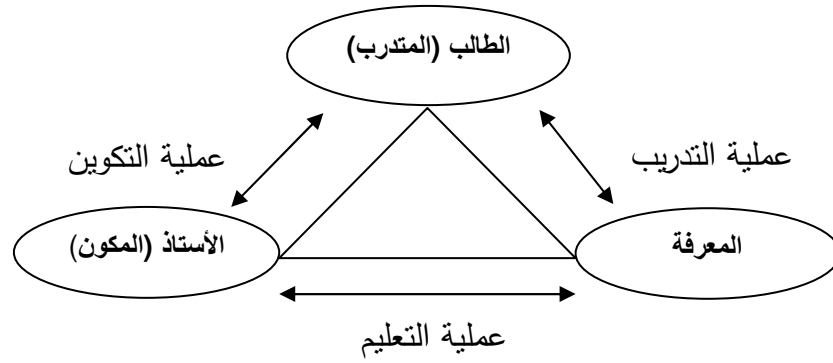 الطالب (المتدرب)
عملية التدريب
عملية التكوين
المعرفة
الأستاذ (المكون)
عملية التعليم